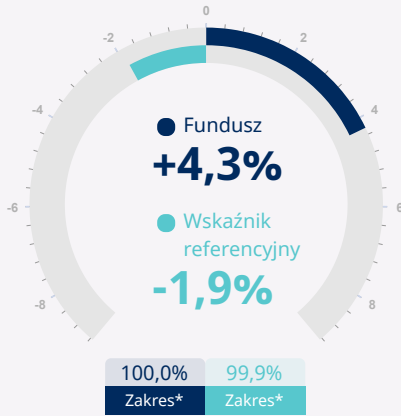 0
-2
2
-4
4
Fundusz
+4,3%
-6
6
Wskaźnik
referencyjny
-1,9%
-8
8
100,0%
99,9%
Zakres*
Zakres*